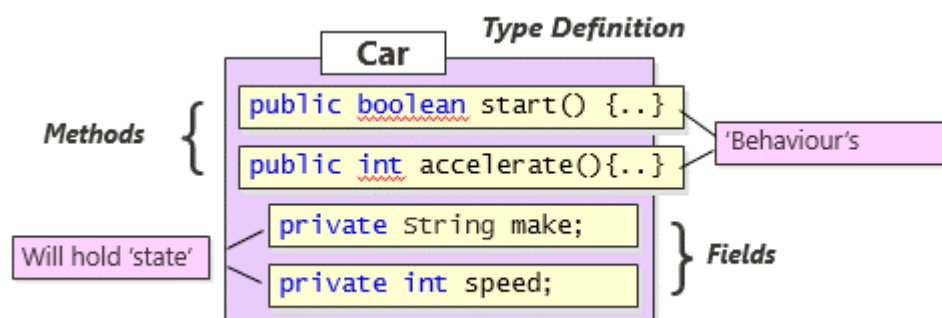 Type Definition
Car
public boolean start() {..}
Methods
'Behaviour's
public int accelerate(){..}
private String make;
Will hold 'state'
Fields
private int speed;